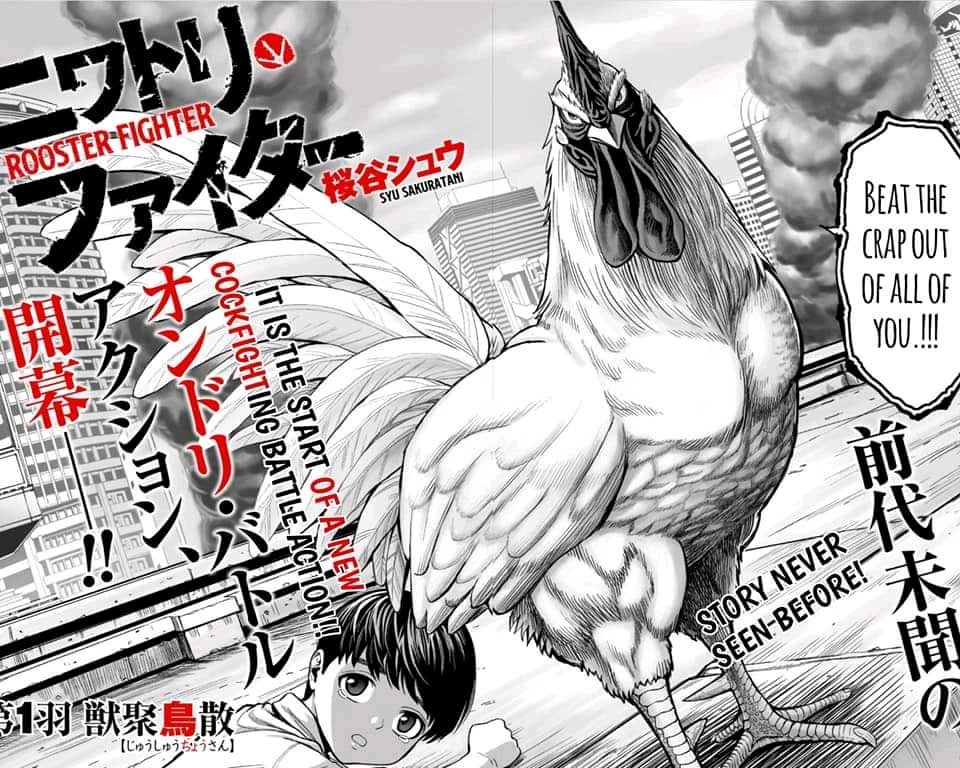 ニワトリ・
ROOSTER FIGHTER
ファイター
桜谷シュウ
SYU SAKURATANI
BEAT THE
CRAP OUT
OF ALL OF
YOU.!!!
前代未聞の
オンドリ・バトル
アクション、
開幕――!!
IT IS THE START OF A NEW
COCKFIGHTING BATTLE ACTION!!!
STORY NEVER
SEEN-BEFORE!
第1羽 獣聚鳥散
【じゅうしゅうちょうさん】